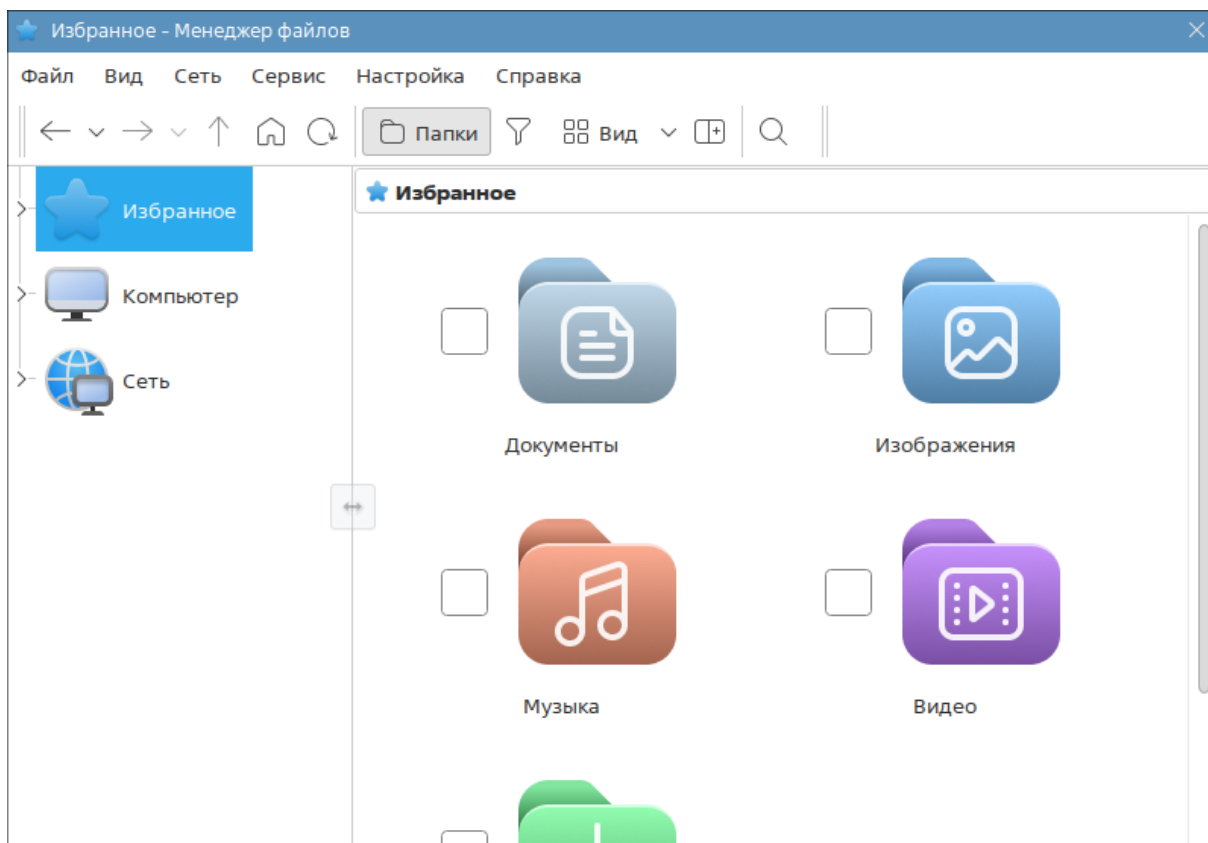 Избранное - Менеджер файлов
Файл Вид Сеть Сервис Настройка Справка
Папки Вид
Избранное
Избранное
Компьютер
Сеть
Документы Изображения
Музыка Видео